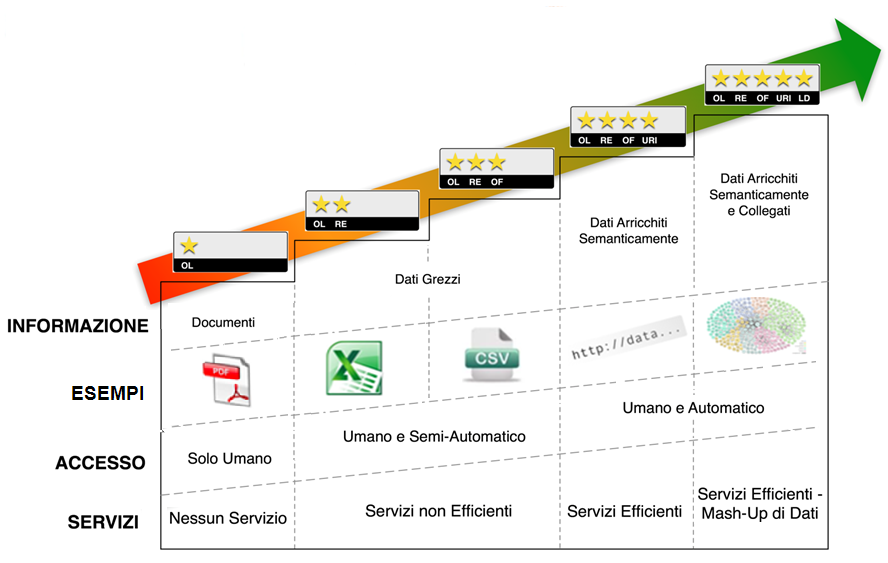 OL RE OF URI LD
OL RE OF URI
OL RE OF
OL RE
OL
Dati Arricchiti
Semanticamente
e Collegati
Dati Arricchiti
Semanticamente
Dati Grezzi
INFORMAZIONE
Documenti
http://data...
ESEMPI
PDF
CSV
Umano e Automatico
Umano e Semi-Automatico
ACCESSO
Solo Umano
SERVIZI
Nessun Servizio
Servizi non Efficienti
Servizi Efficienti
Servizi Efficienti -
Mash-Up di Dati